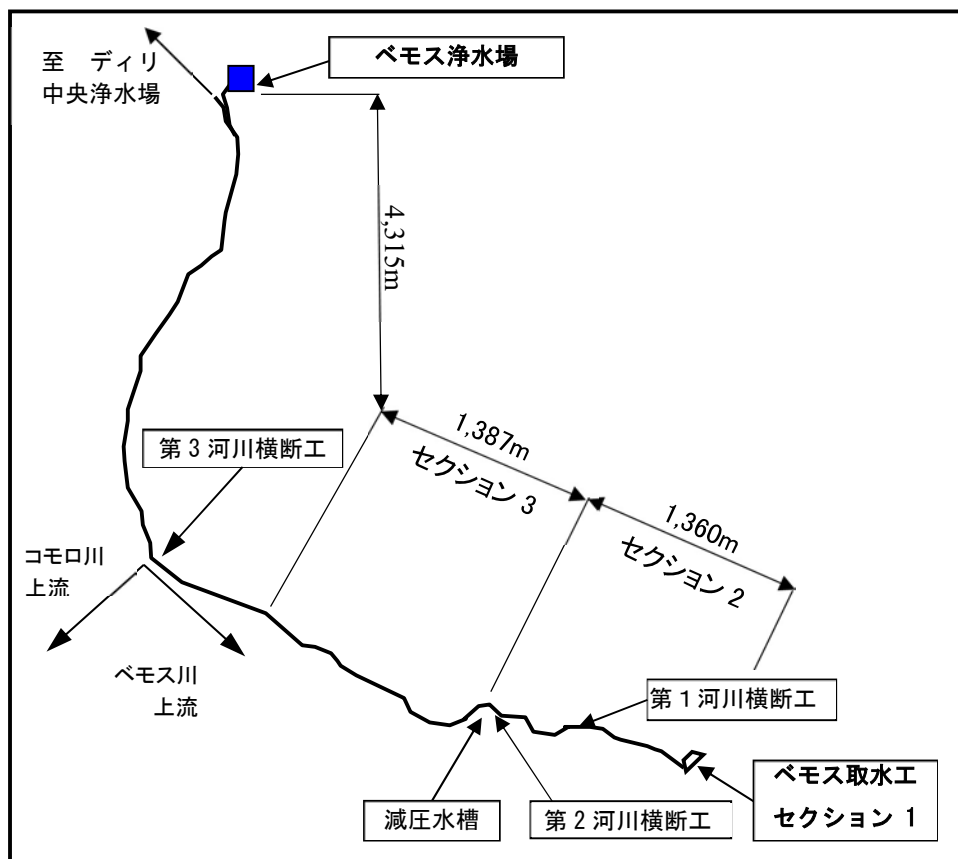 至　ディリ
中央浄水場
ベモス浄水場
4,315m
1,387m
セクション 3
1,360m
セクション 2
第 3 河川横断工
コモロ川
上流
ベモス川
上流
第 1 河川横断工
減圧水槽
第 2 河川横断工
ベモス取水工
セクション 1